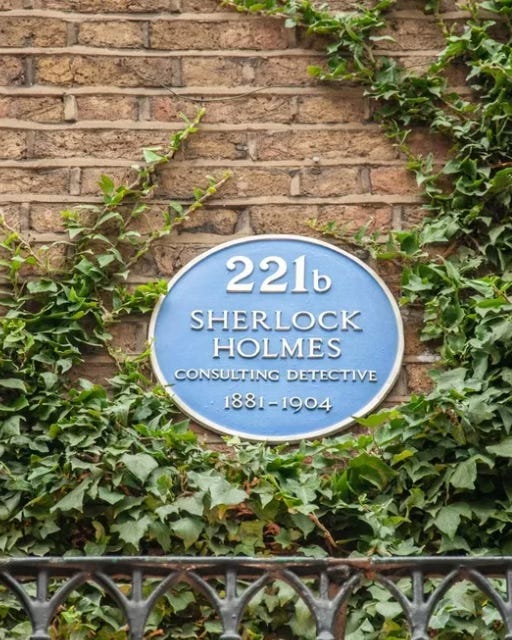 221b
SHERLOCK
HOLMES
CONSULTING DETECTIVE
1881-1904